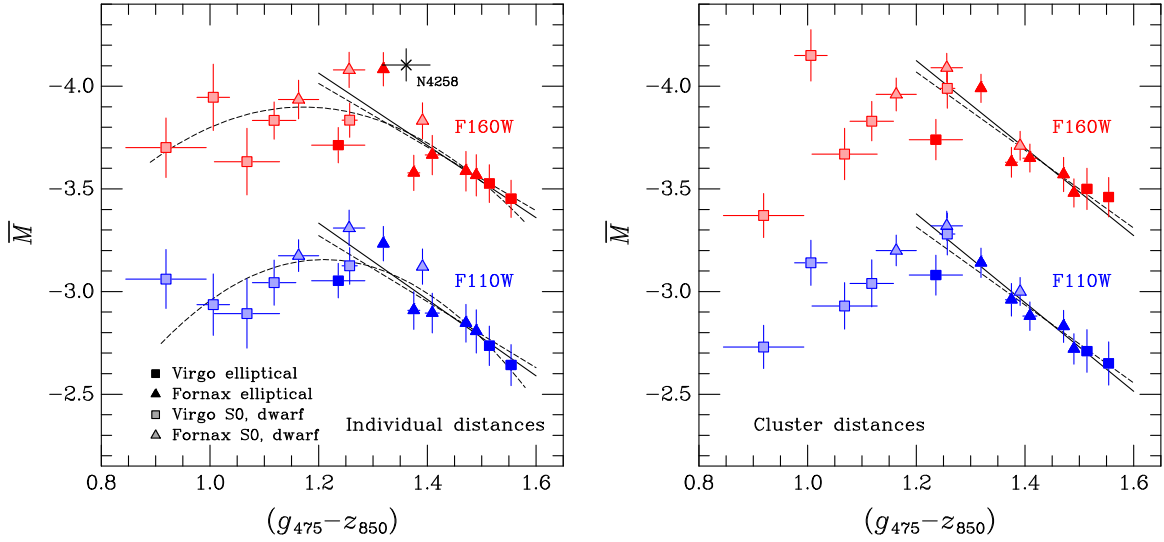 −4.0
−3.5
−3.0
−2.5
M̅
N4258
F160W
F110W
Virgo elliptical
Fornax elliptical
Virgo S0, dwarf
Fornax S0, dwarf
Individual distances
0.8 1.0 1.2 1.4 1.6
(g₄₇₅−z₈₅₀)
−4.0
−3.5
−3.0
−2.5
M̅
F160W
F110W
Cluster distances
0.8 1.0 1.2 1.4 1.6
(g₄₇₅−z₈₅₀)